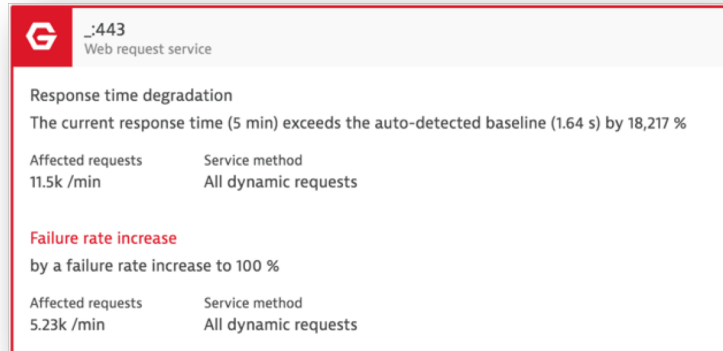 _:443
Web request service
Response time degradation
The current response time (5 min) exceeds the auto-detected baseline (1.64 s) by 18,217 %
Affected requests Service method
11.5k /min All dynamic requests
Failure rate increase
by a failure rate increase to 100 %
Affected requests Service method
5.23k /min All dynamic requests